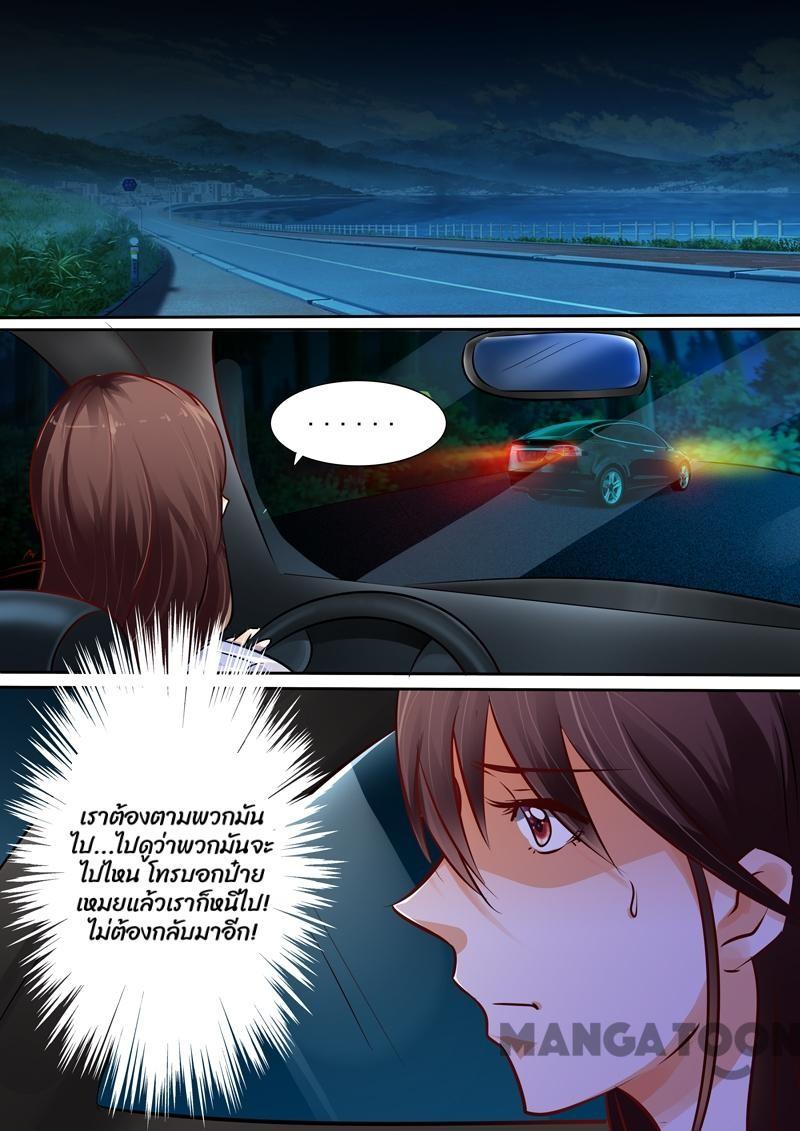 ......
เราต้องตามพวกมัน
ไป...ไปดูว่าพวกมันจะ
ไปไหน โทรบอกป๋าย
เหมยแล้วเราก็หนีไป!
ไม่ต้องกลับมาอีก!
MANGATOON